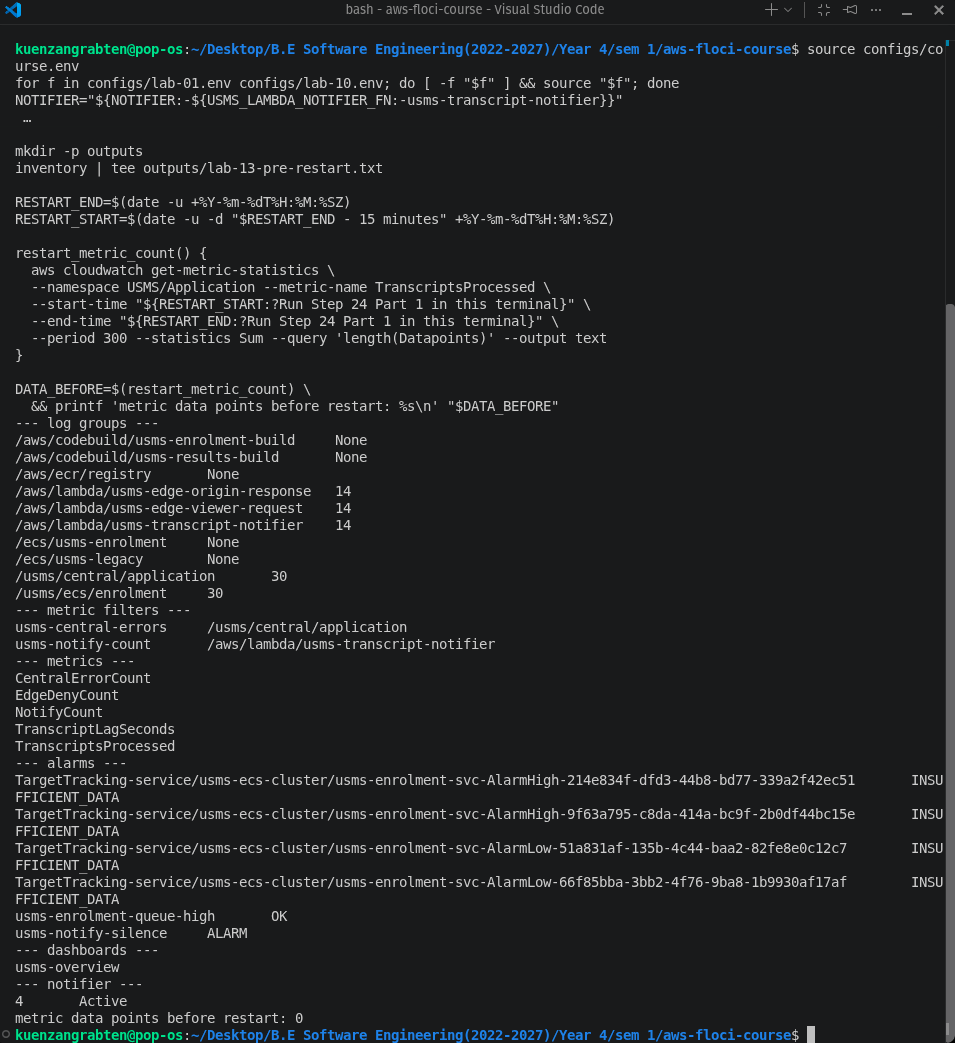 bash - aws-floci-course - Visual Studio Code
kuenzangrabten@pop-os:~/Desktop/B.E Software Engineering(2022-2027)/Year 4/sem 1/aws-floci-course$ source configs/co
urse.env
for f in configs/lab-01.env configs/lab-10.env; do [ -f "$f" ] && source "$f"; done
NOTIFIER="${NOTIFIER:-${USMS_LAMBDA_NOTIFIER_FN:-usms-transcript-notifier}}"
…
mkdir -p outputs
inventory | tee outputs/lab-13-pre-restart.txt
RESTART_END=$(date -u +%Y-%m-%dT%H:%M:%SZ)
RESTART_START=$(date -u -d "$RESTART_END - 15 minutes" +%Y-%m-%dT%H:%M:%SZ)
restart_metric_count() {
aws cloudwatch get-metric-statistics \
--namespace USMS/Application --metric-name TranscriptsProcessed \
--start-time "${RESTART_START:?Run Step 24 Part 1 in this terminal}" \
--end-time "${RESTART_END:?Run Step 24 Part 1 in this terminal}" \
--period 300 --statistics Sum --query 'length(Datapoints)' --output text
}
DATA_BEFORE=$(restart_metric_count) \
&& printf 'metric data points before restart: %s\n' "$DATA_BEFORE"
--- log groups ---
/aws/codebuild/usms-enrolment-build None
/aws/codebuild/usms-results-build None
/aws/ecr/registry None
/aws/lambda/usms-edge-origin-response 14
/aws/lambda/usms-edge-viewer-request 14
/aws/lambda/usms-transcript-notifier 14
/ecs/usms-enrolment None
/ecs/usms-legacy None
/usms/central/application 30
/usms/ecs/enrolment 30
--- metric filters ---
usms-central-errors /usms/central/application
usms-notify-count /aws/lambda/usms-transcript-notifier
--- metrics ---
CentralErrorCount
EdgeDenyCount
NotifyCount
TranscriptLagSeconds
TranscriptsProcessed
--- alarms ---
TargetTracking-service/usms-ecs-cluster/usms-enrolment-svc-AlarmHigh-214e834f-dfd3-44b8-bd77-339a2f42ec51 INSU
FFICIENT_DATA
TargetTracking-service/usms-ecs-cluster/usms-enrolment-svc-AlarmHigh-9f63a795-c8da-414a-bc9f-2b0df44bc15e INSU
FFICIENT_DATA
TargetTracking-service/usms-ecs-cluster/usms-enrolment-svc-AlarmLow-51a831af-135b-4c44-baa2-82fe8e0c12c7 INSU
FFICIENT_DATA
TargetTracking-service/usms-ecs-cluster/usms-enrolment-svc-AlarmLow-66f85bba-3bb2-4f76-9ba8-1b9930af17af INSU
FFICIENT_DATA
usms-enrolment-queue-high OK
usms-notify-silence ALARM
--- dashboards ---
usms-overview
--- notifier ---
4 Active
metric data points before restart: 0
kuenzangrabten@pop-os:~/Desktop/B.E Software Engineering(2022-2027)/Year 4/sem 1/aws-floci-course$